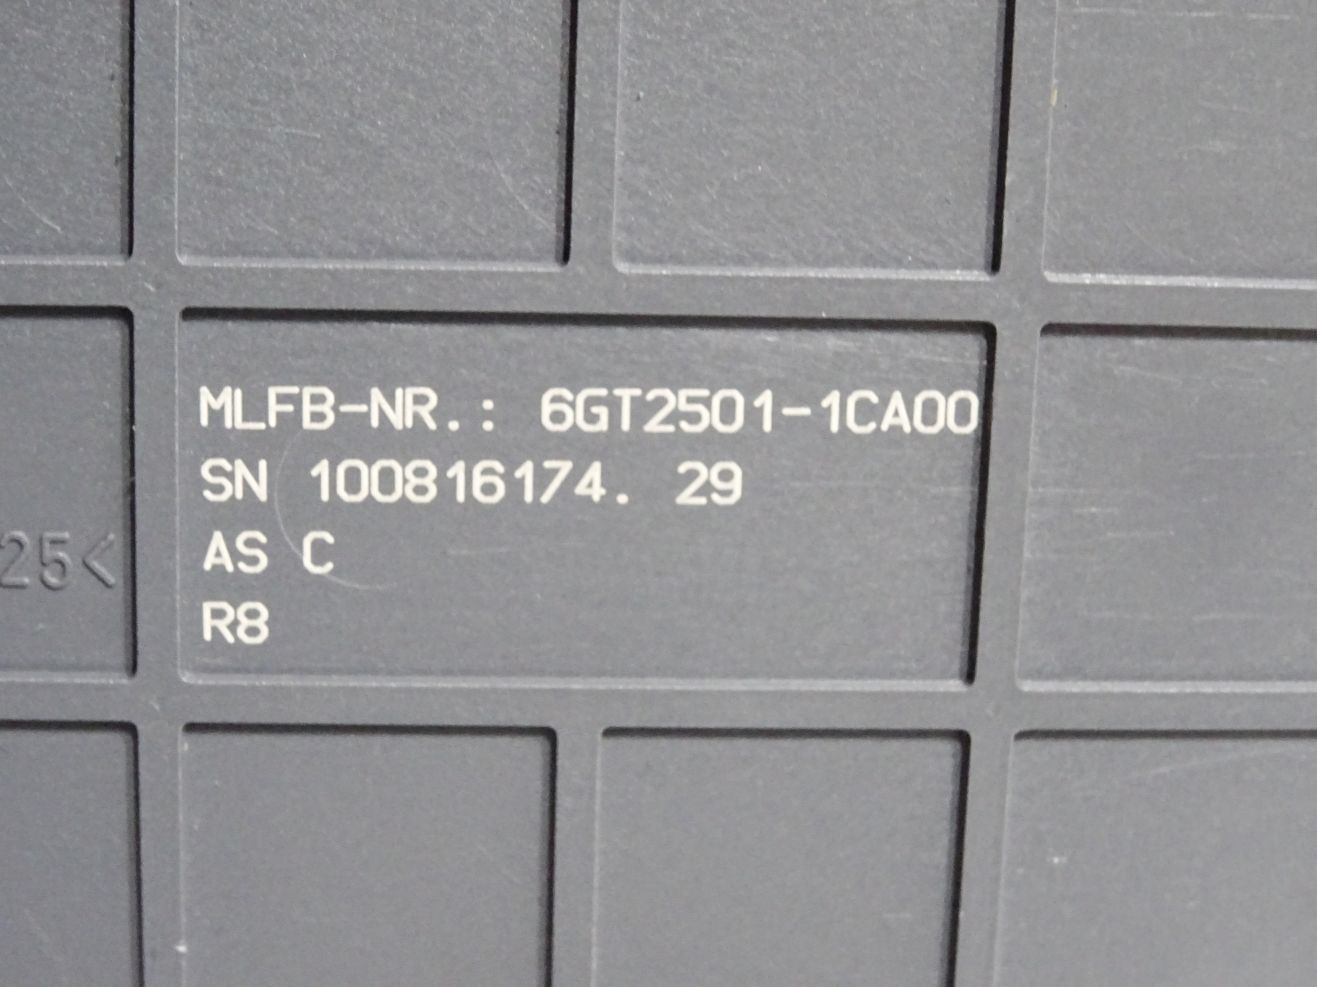 MLFB-NR.: 6GT2501-1CA00
SN 100816174. 29
AS C
25<
R8